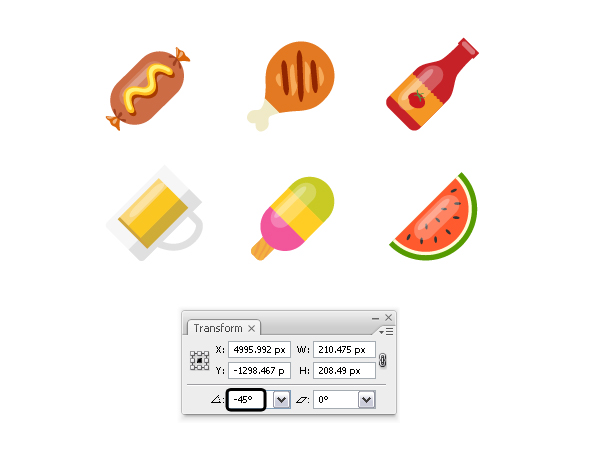 Transform
X: 4995.992 px W: 210.475 px
Y: -1298.467 p H: 208.49 px
-45° 0°